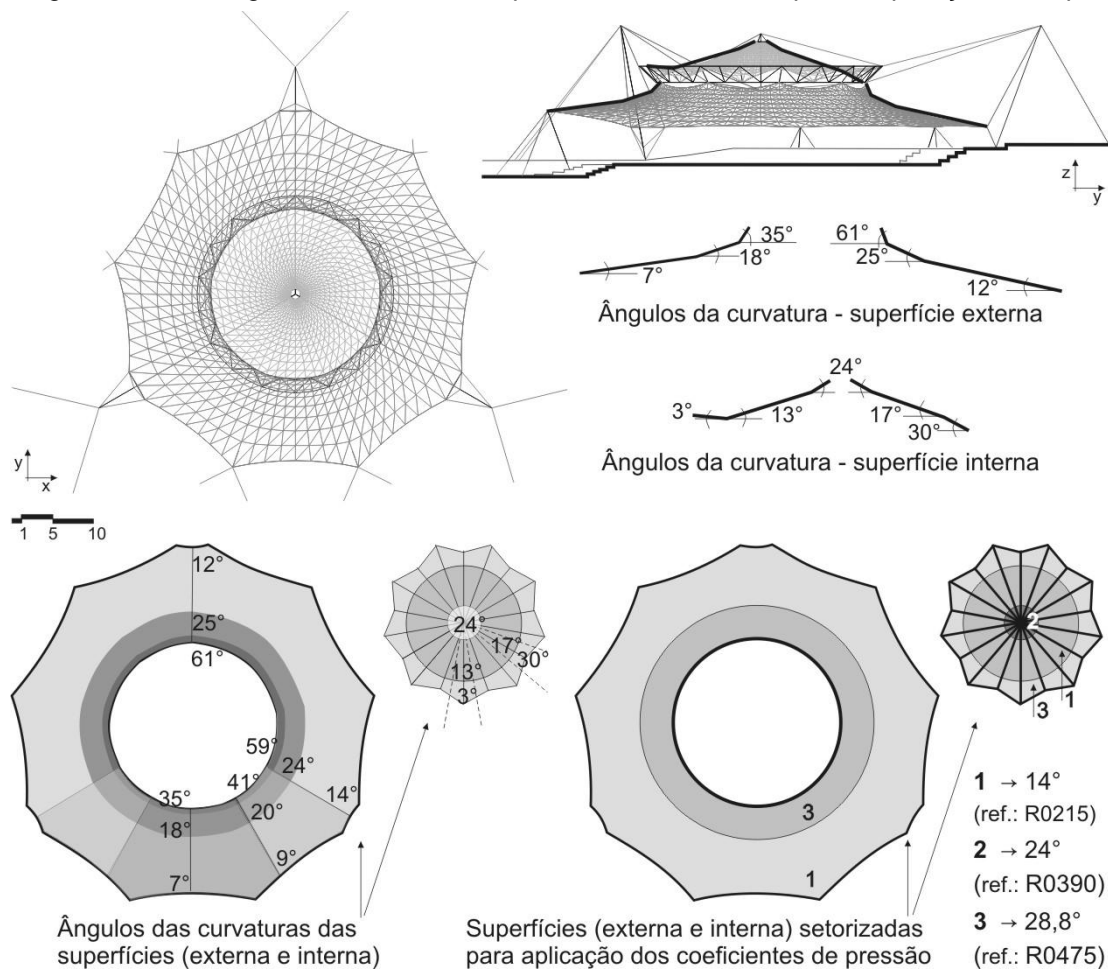 z
y
35°
61°
18°
25°
7°
12°
Ângulos da curvatura - superfície externa
24°
3°
13°
17°
30°
Ângulos da curvatura - superfície interna
y
x
1 5 10
12°
25°
61°
59°
24°
41°
14°
35°
20°
18°
9°
7°
24°
17°
30°
13°
3°
Ângulos das curvaturas das
superfícies (externa e interna)
3
1
2
1
3
Superfícies (externa e interna) setorizadas
para aplicação dos coeficientes de pressão
1 → 14°
(ref.: R0215)
2 → 24°
(ref.: R0390)
3 → 28,8°
(ref.: R0475)